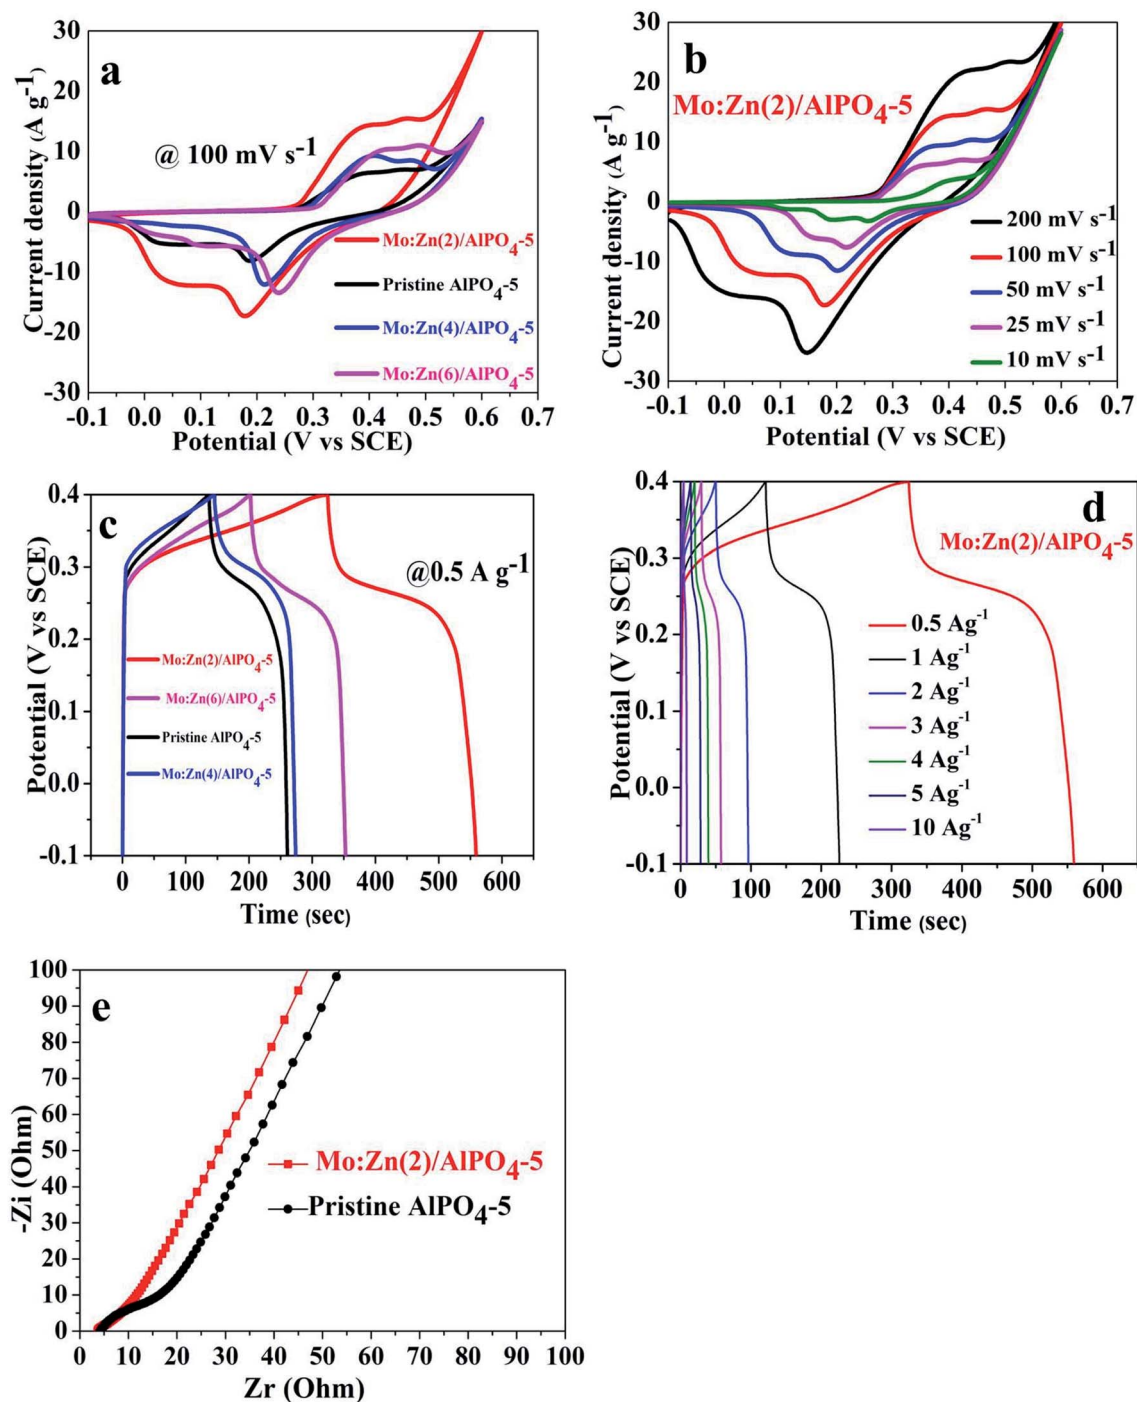 a
@ 100 mV s-1
Mo:Zn(2)/AlPO4-5
Pristine AlPO4-5
Mo:Zn(4)/AlPO4-5
Mo:Zn(6)/AlPO4-5
Current density (A g-1)
30
20
10
0
-10
-20
-30
-0.1 0.0 0.1 0.2 0.3 0.4 0.5 0.6 0.7
Potential (V vs SCE)
b
Mo:Zn(2)/AlPO4-5
200 mV s-1
100 mV s-1
50 mV s-1
25 mV s-1
10 mV s-1
Current density (A g-1)
30
20
10
0
-10
-20
-30
-0.1 0.0 0.1 0.2 0.3 0.4 0.5 0.6 0.7
Potential (V vs SCE)
c
@0.5 A g-1
Mo:Zn(2)/AlPO4-5
Mo:Zn(6)/AlPO4-5
Pristine AlPO4-5
Mo:Zn(4)/AlPO4-5
Potential (V vs SCE)
0.4
0.3
0.2
0.1
0.0
-0.1
0 100 200 300 400 500 600
Time (sec)
d
Mo:Zn(2)/AlPO4-5
0.5 Ag-1
1 Ag-1
2 Ag-1
3 Ag-1
4 Ag-1
5 Ag-1
10 Ag-1
Potential (V vs SCE)
0.4
0.3
0.2
0.1
0.0
-0.1
0 100 200 300 400 500 600
Time (sec)
e
Mo:Zn(2)/AlPO4-5
Pristine AlPO4-5
-Zi (Ohm)
100
90
80
70
60
50
40
30
20
10
0
0 10 20 30 40 50 60 70 80 90 100
Zr (Ohm)